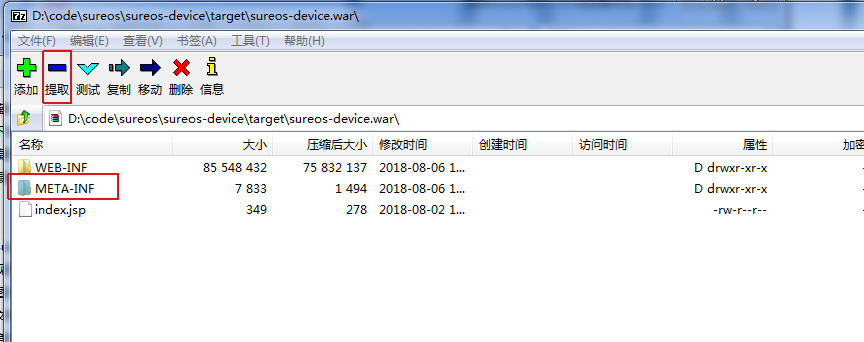 D:\code\sureos\sureos-device\target\sureos-device.war\
文件(F) 编辑(E) 查看(V) 书签(A) 工具(T) 帮助(H)
添加 提取 测试 复制 移动 删除 信息
D:\code\sureos\sureos-device\target\sureos-device.war\
名称 大小 压缩后大小 修改时间 创建时间 访问时间 属性 加密
WEB-INF 85 548 432 75 832 137 2018-08-06 1... D drwxr-xr-x -
META-INF 7 833 1 494 2018-08-06 1... D drwxr-xr-x -
index.jsp 349 278 2018-08-02 1... -rw-r--r-- -